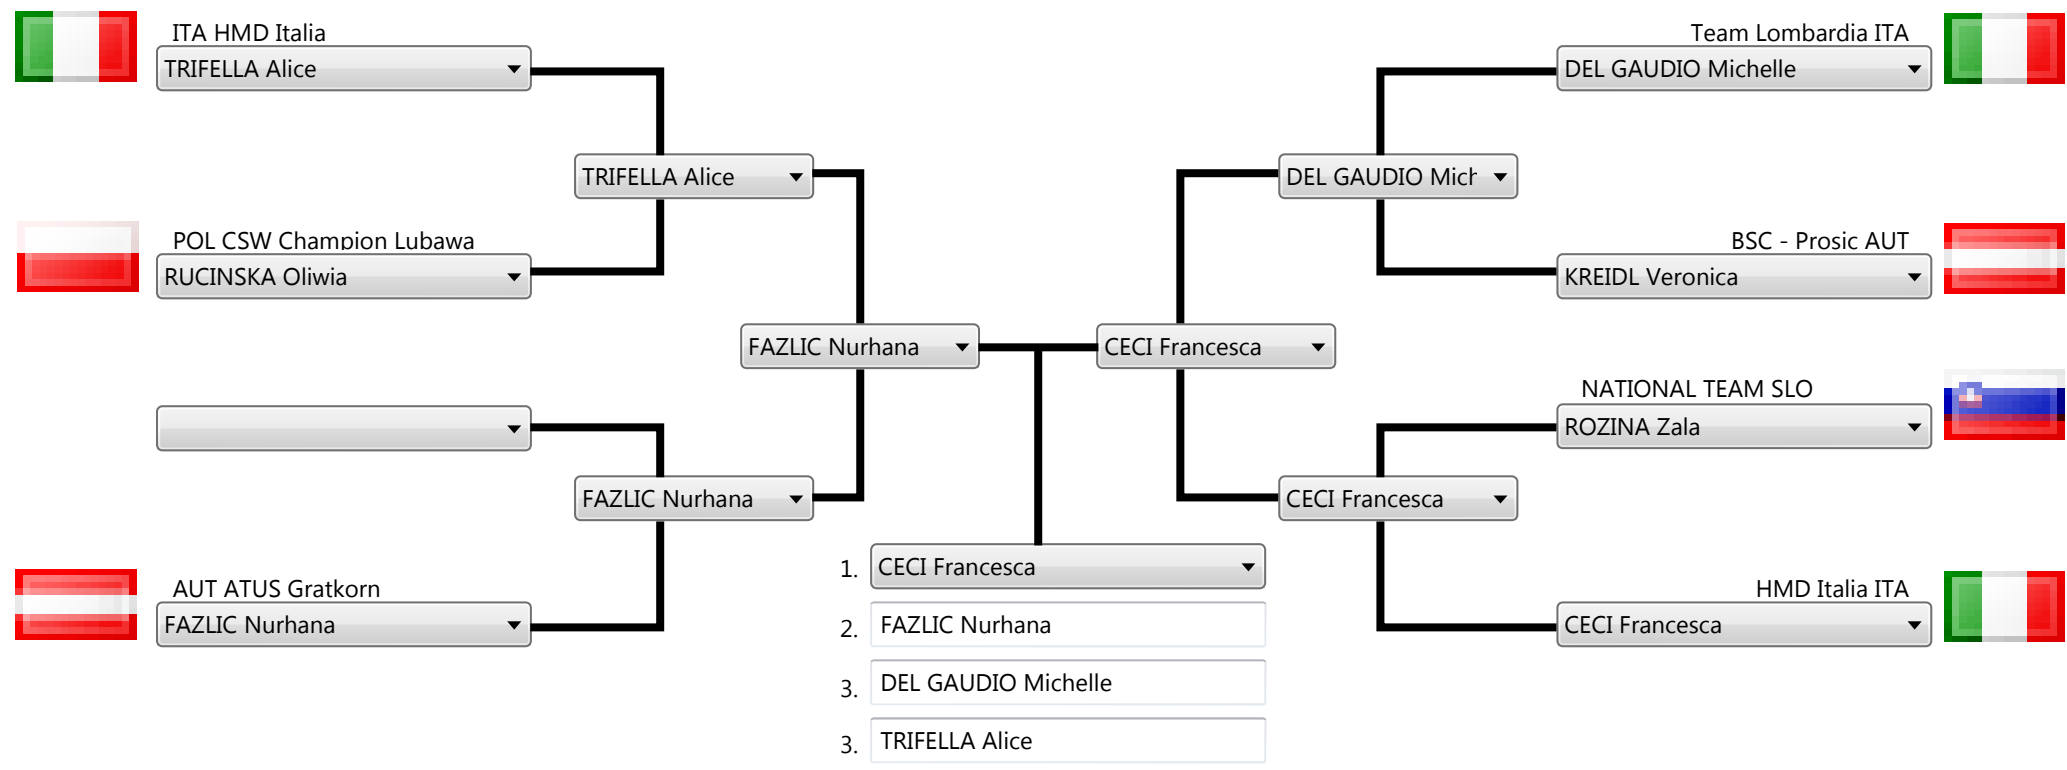 ITA HMD Italia
TRIFELLA Alice
Team Lombardia ITA
DEL GAUDIO Michelle
TRIFELLA Alice
DEL GAUDIO Mich
POL CSW Champion Lubawa
RUCINSKA Oliwia
BSC - Prosic AUT
KREIDL Veronica
FAZLIC Nurhana
CECI Francesca
NATIONAL TEAM SLO
ROZINA Zala
FAZLIC Nurhana
CECI Francesca
AUT ATUS Gratkorn
FAZLIC Nurhana
HMD Italia ITA
CECI Francesca
1. CECI Francesca
2. FAZLIC Nurhana
3. DEL GAUDIO Michelle
3. TRIFELLA Alice